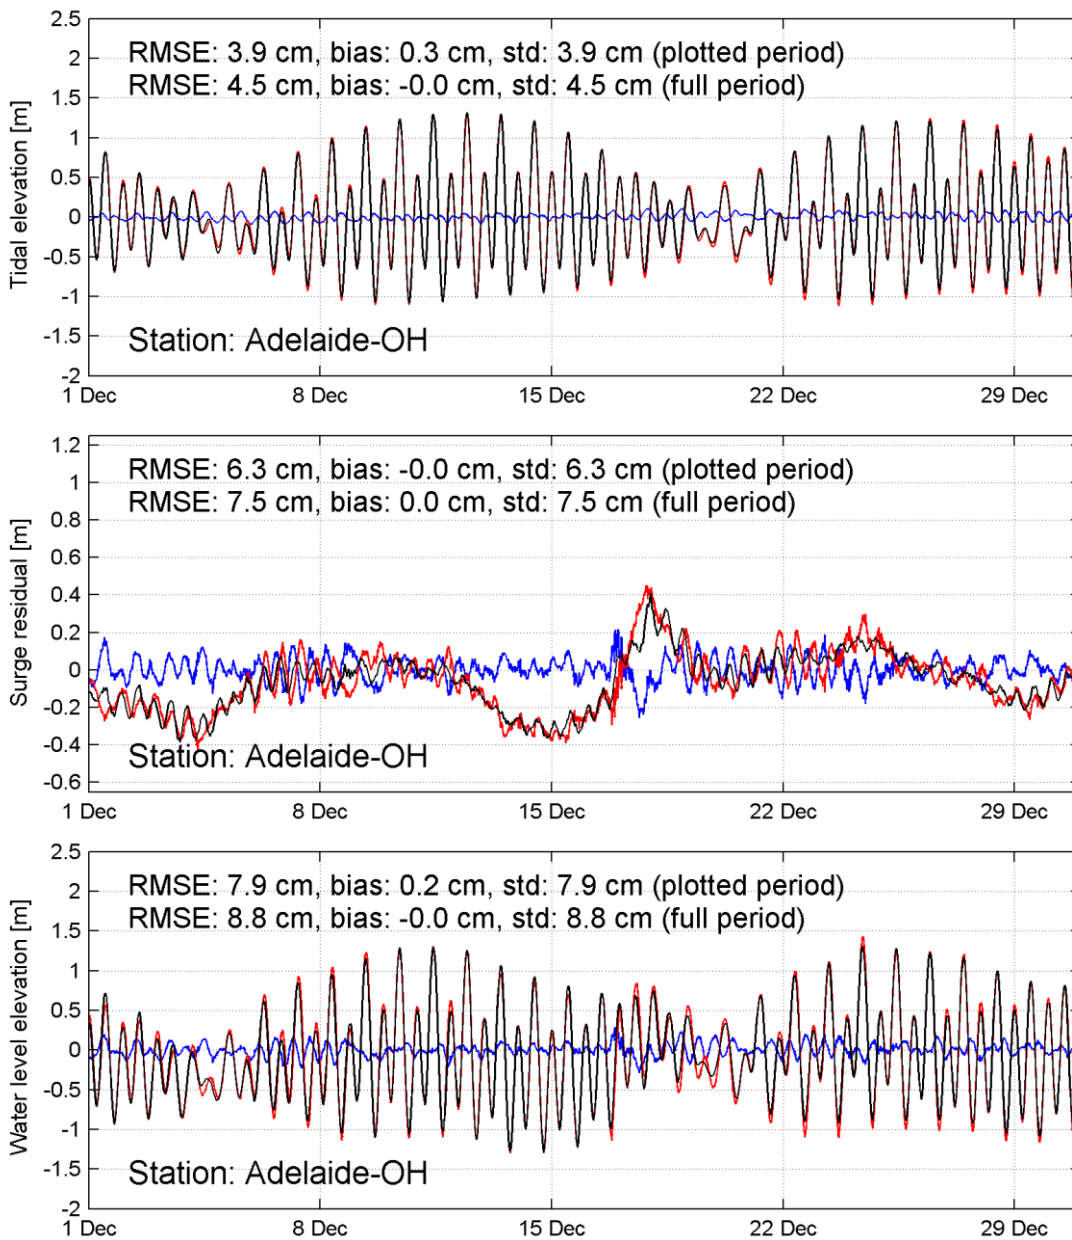 2.5
RMSE: 3.9 cm, bias: 0.3 cm, std: 3.9 cm (plotted period)
2
RMSE: 4.5 cm, bias: -0.0 cm, std: 4.5 cm (full period)
1.5
1
0.5
0
-0.5
-1
-1.5
-2
Tidal elevation [m]
Station: Adelaide-OH
1 Dec 8 Dec 15 Dec 22 Dec 29 Dec
1.2
RMSE: 6.3 cm, bias: -0.0 cm, std: 6.3 cm (plotted period)
1
RMSE: 7.5 cm, bias: 0.0 cm, std: 7.5 cm (full period)
0.8
0.6
0.4
0.2
0
-0.2
-0.4
-0.6
Surge residual [m]
Station: Adelaide-OH
1 Dec 8 Dec 15 Dec 22 Dec 29 Dec
2.5
RMSE: 7.9 cm, bias: 0.2 cm, std: 7.9 cm (plotted period)
2
RMSE: 8.8 cm, bias: -0.0 cm, std: 8.8 cm (full period)
1.5
1
0.5
0
-0.5
-1
-1.5
-2
Water level elevation [m]
Station: Adelaide-OH
1 Dec 8 Dec 15 Dec 22 Dec 29 Dec